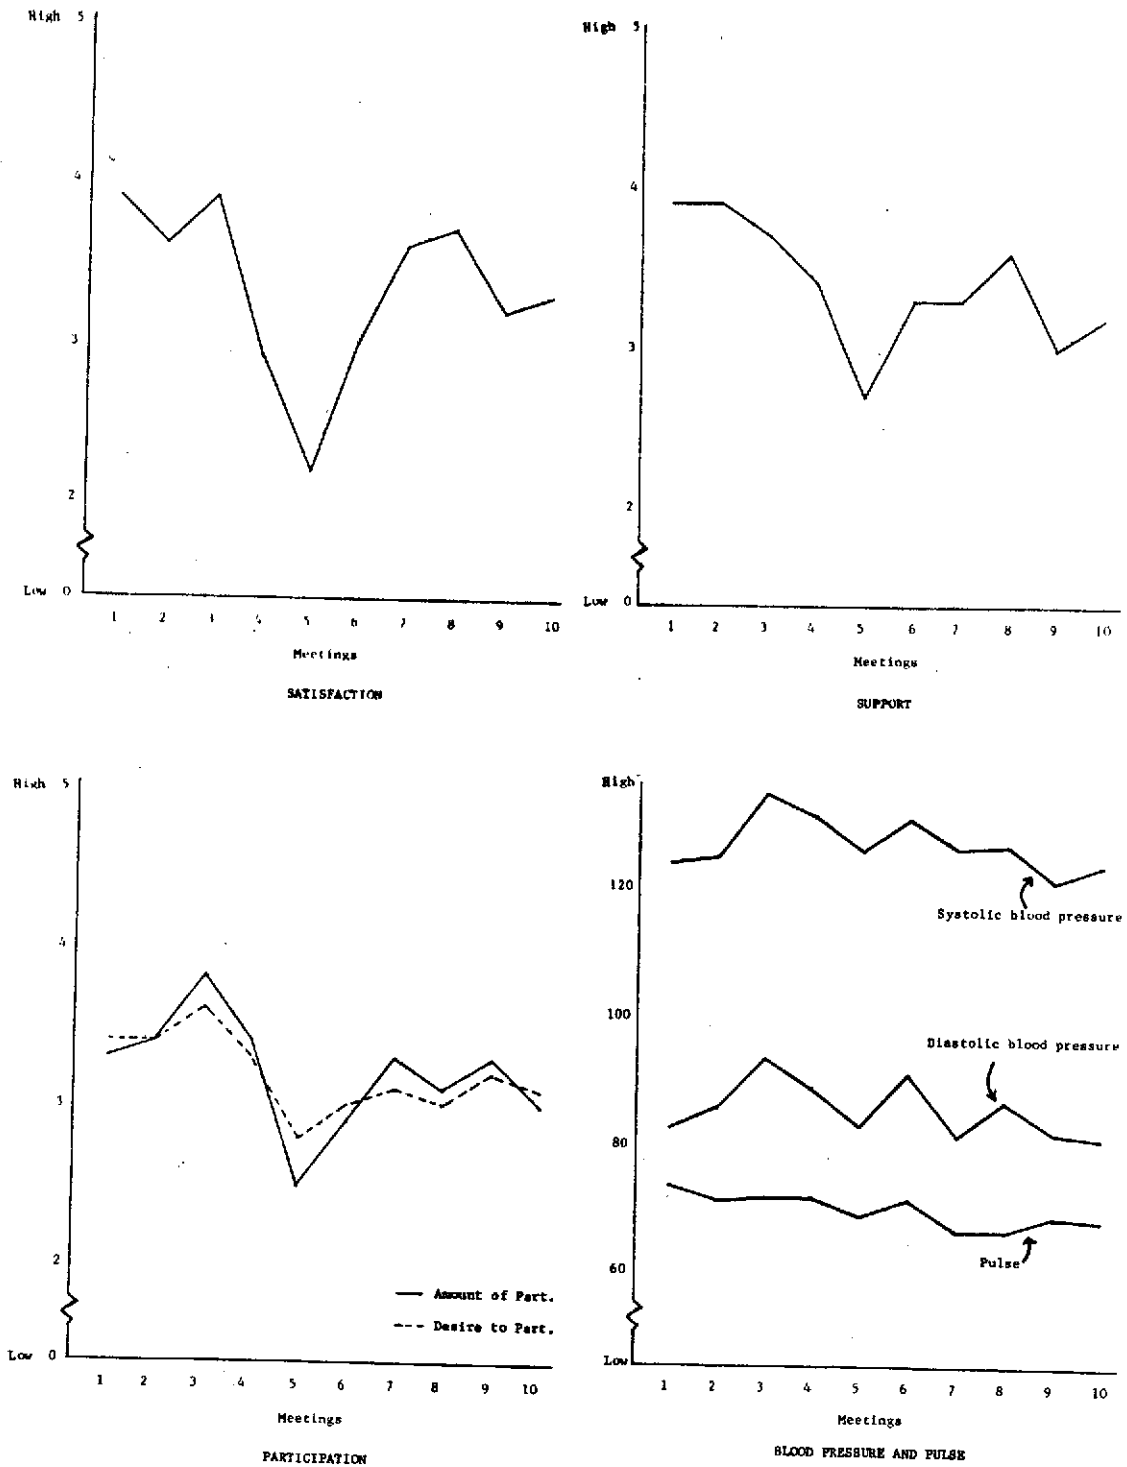 High 5
4
3
2
Low 0
1 2 3 4 5 6 7 8 9 10
Meetings
SATISFACTION
High 5
4
3
2
Low 0
1 2 3 4 5 6 7 8 9 10
Meetings
SUPPORT
High 5
4
3
2
Low 0
Amount of Part.
Desire to Part.
1 2 3 4 5 6 7 8 9 10
Meetings
PARTICIPATION
High
120
100
80
60
Low
Systolic blood pressure
Diastolic blood pressure
Pulse
1 2 3 4 5 6 7 8 9 10
Meetings
BLOOD PRESSURE AND PULSE